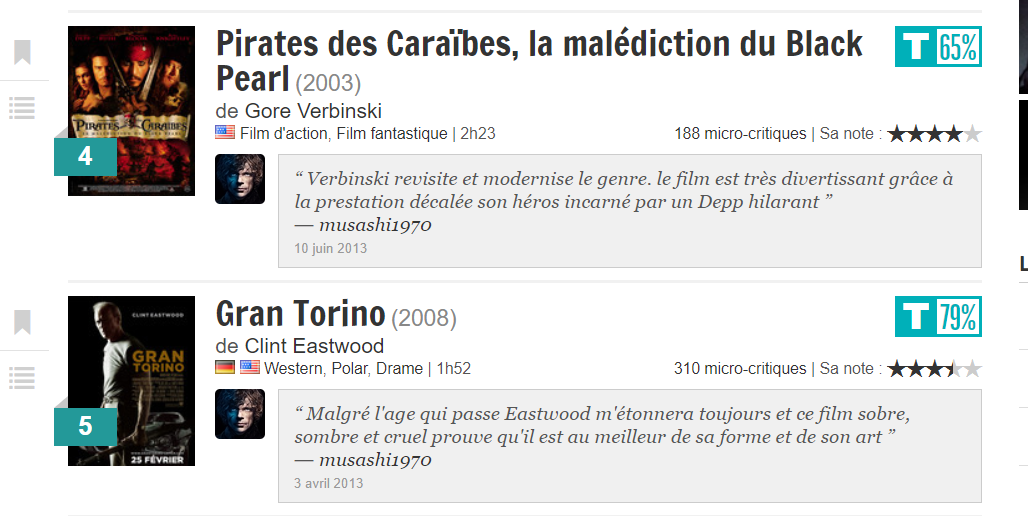 Pirates des Caraïbes, la malédiction du Black
Pearl (2003)
T 65%
de Gore Verbinski
Film d'action, Film fantastique | 2h23
188 micro-critiques | Sa note :
PIRATES CARAÏBES
4
“ Verbinski revisite et modernise le genre. le film est très divertissant grâce à
la prestation décalée son héros incarné par un Depp hilarant ”
— musashi1970
10 juin 2013
Gran Torino (2008)
T 79%
de Clint Eastwood
Western, Polar, Drame | 1h52
310 micro-critiques | Sa note :
CLINT EASTWOOD
GRAN
TORINO
25 FÉVRIER
5
“ Malgré l'age qui passe Eastwood m'étonnera toujours et ce film sobre,
sombre et cruel prouve qu'il est au meilleur de sa forme et de son art ”
— musashi1970
3 avril 2013
L